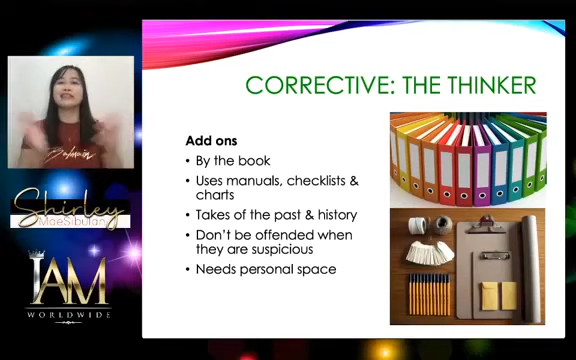 CORRECTIVE: THE THINKER
Add ons
• By the book
• Uses manuals, checklists &
charts
• Takes of the past & history
• Don't be offended when
they are suspicious
• Needs personal space
Shirley
MaeSibulan
IAM
WORLDWIDE